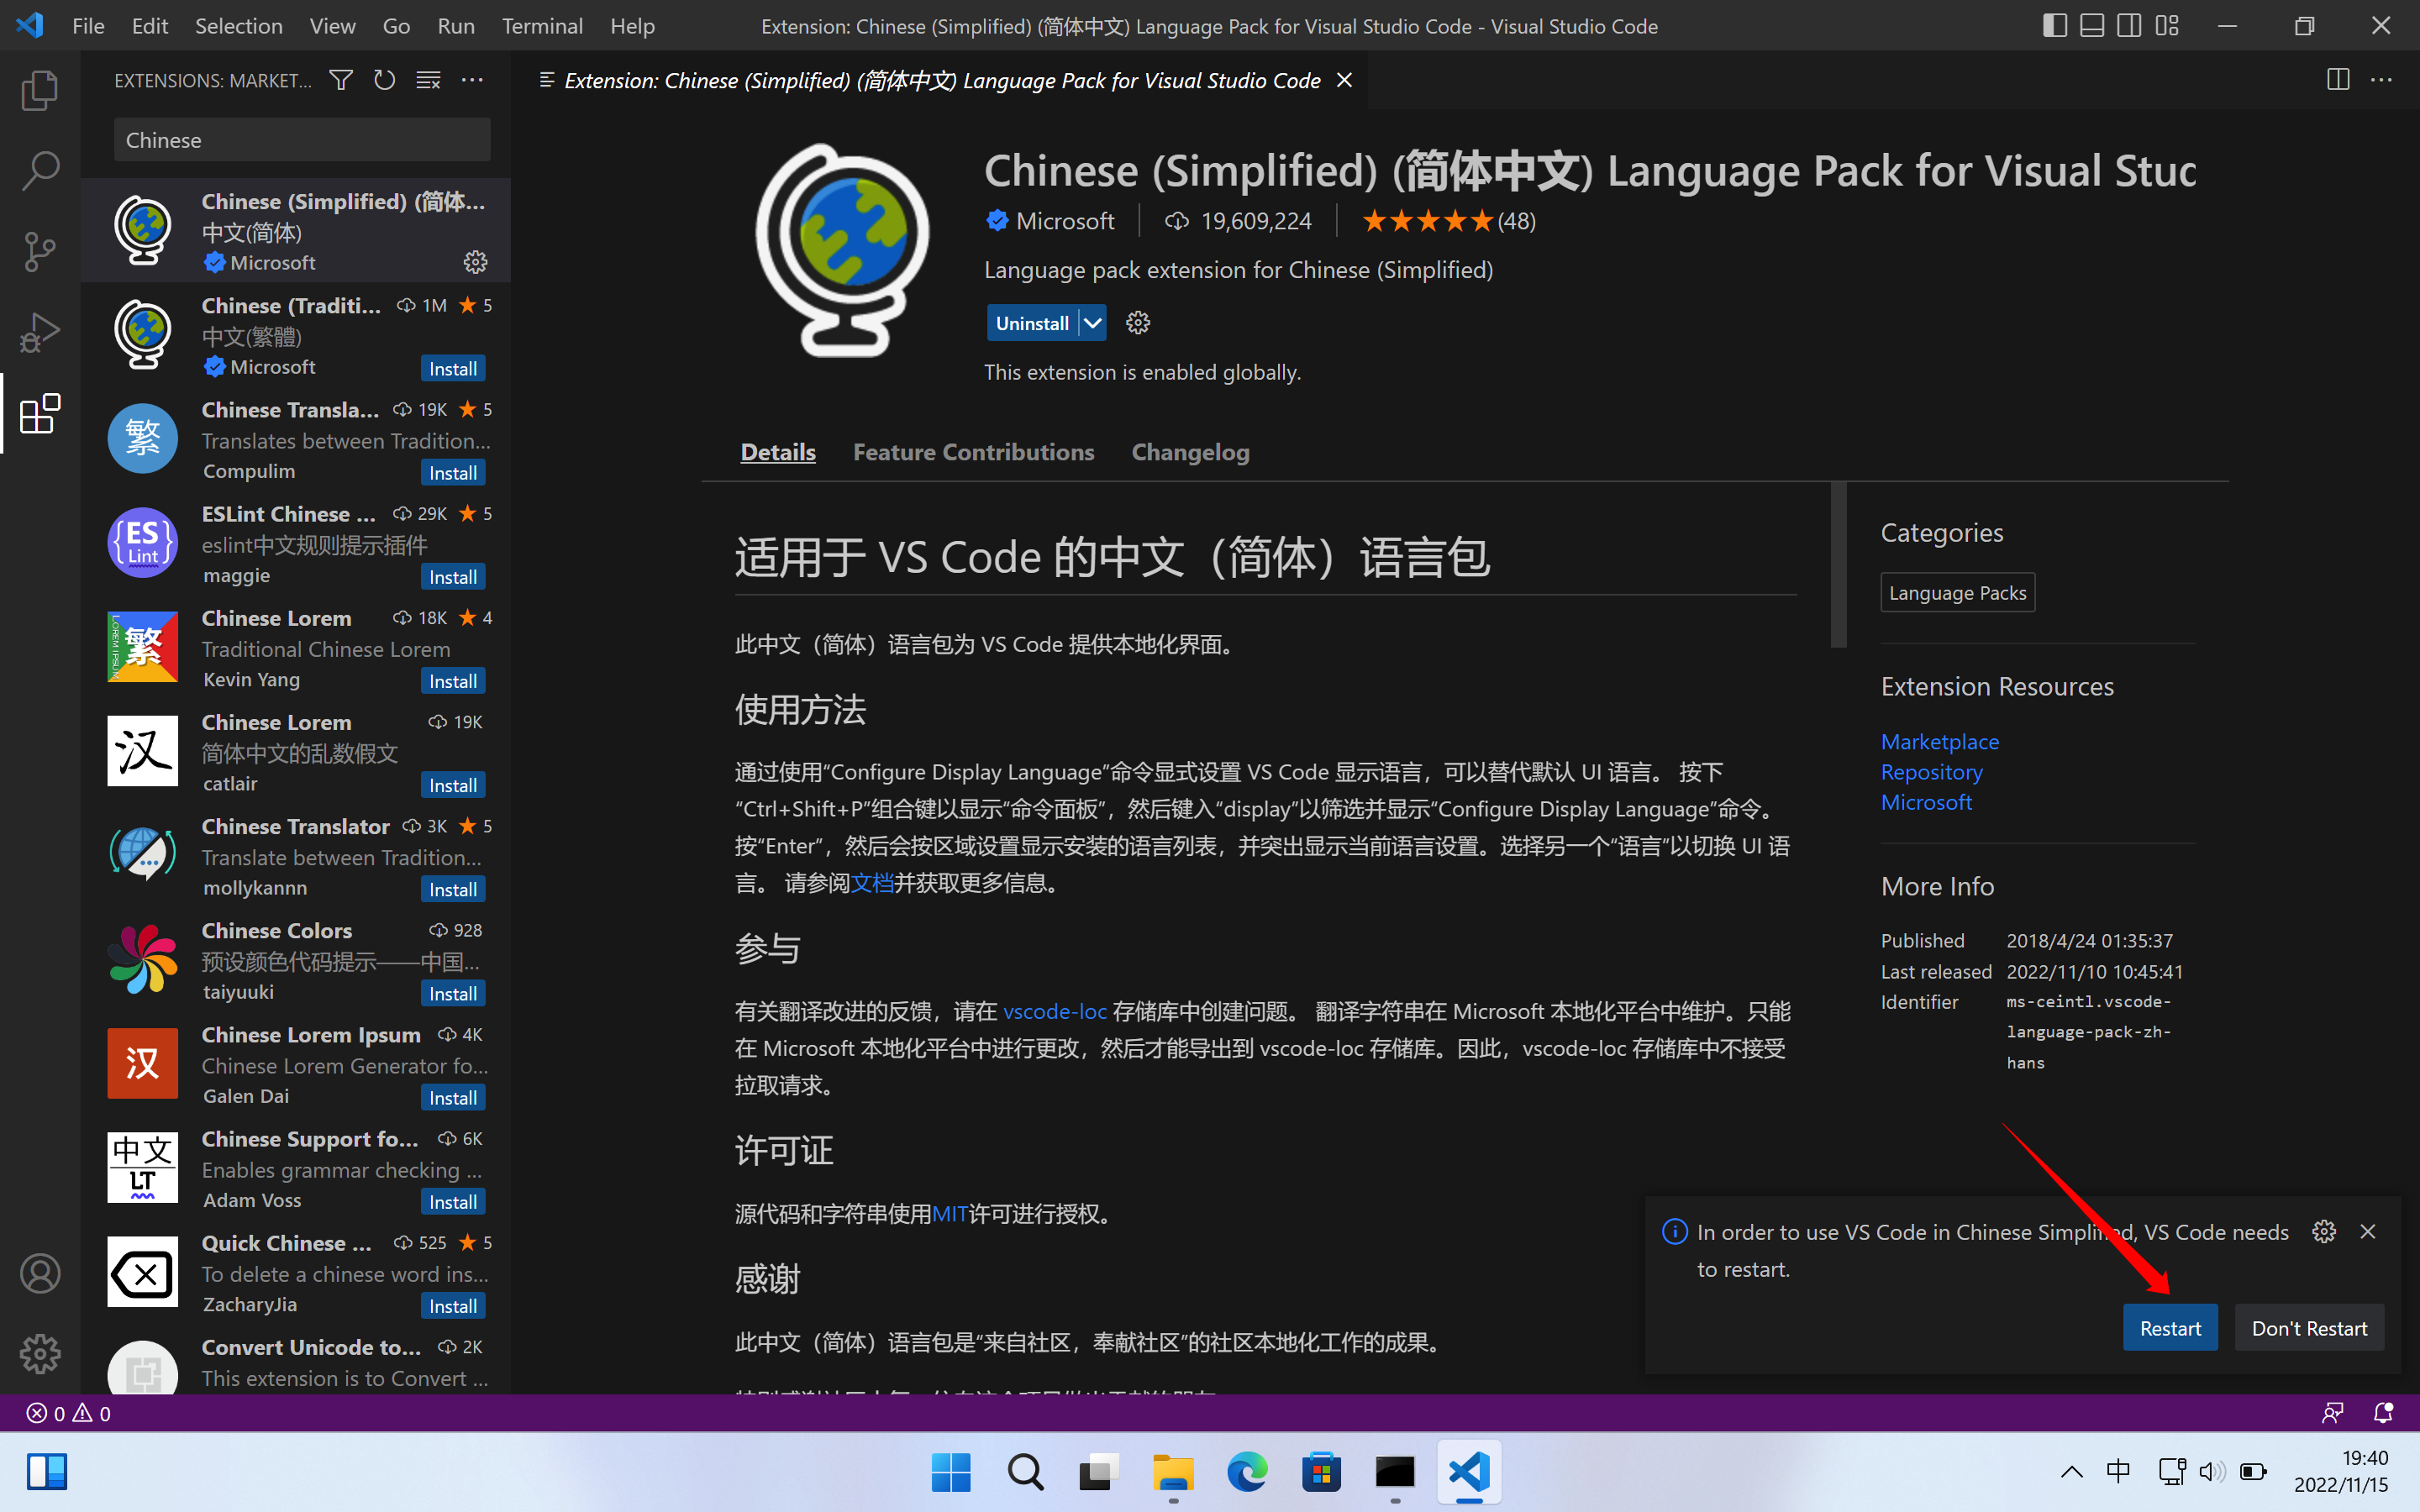 File Edit Selection View Go Run Terminal Help
Extension: Chinese (Simplified) (简体中文) Language Pack for Visual Studio Code - Visual Studio Code
EXTENSIONS: MARKET...
Chinese
Chinese (Simplified) (简体...
中文(简体)
Microsoft
Chinese (Traditi... 1M 5
中文(繁體)
Microsoft Install
繁
Chinese Transla... 19K 5
Translates between Tradition...
Compulim Install
{ES}
Lint
ESLint Chinese ... 29K 5
eslint中文规则提示插件
maggie Install
LOREM IPSUM
繁
Chinese Lorem 18K 4
Traditional Chinese Lorem
Kevin Yang Install
汉
Chinese Lorem 19K
简体中文的乱数假文
catlair Install
Chinese Translator 3K 5
Translate between Tradition...
mollykannn Install
Chinese Colors 928
预设颜色代码提示——中国...
taiyuuki Install
汉
Chinese Lorem Ipsum 4K
Chinese Lorem Generator fo...
Galen Dai Install
中文
LT
Chinese Support fo... 6K
Enables grammar checking ...
Adam Voss Install
Quick Chinese ... 525 5
To delete a chinese word ins...
ZacharyJia Install
Convert Unicode to... 2K
This extension is to Convert ...
Extension: Chinese (Simplified) (简体中文) Language Pack for Visual Studio Code
Chinese (Simplified) (简体中文) Language Pack for Visual Stuc
Microsoft 19,609,224 (48)
Language pack extension for Chinese (Simplified)
Uninstall
This extension is enabled globally.
Details Feature Contributions Changelog
适用于 VS Code 的中文（简体）语言包
此中文（简体）语言包为 VS Code 提供本地化界面。
使用方法
通过使用“Configure Display Language”命令显式设置 VS Code 显示语言，可以替代默认 UI 语言。 按下
“Ctrl+Shift+P”组合键以显示“命令面板”，然后键入“display”以筛选并显示“Configure Display Language”命令。
按“Enter”，然后会按区域设置显示安装的语言列表，并突出显示当前语言设置。选择另一个“语言”以切换 UI 语
言。 请参阅文档并获取更多信息。
参与
有关翻译改进的反馈，请在 vscode-loc 存储库中创建问题。 翻译字符串在 Microsoft 本地化平台中维护。只能
在 Microsoft 本地化平台中进行更改，然后才能导出到 vscode-loc 存储库。因此，vscode-loc 存储库中不接受
拉取请求。
许可证
源代码和字符串使用MIT许可进行授权。
感谢
此中文（简体）语言包是“来自社区，奉献社区”的社区本地化工作的成果。
Categories
Language Packs
Extension Resources
Marketplace
Repository
Microsoft
More Info
Published 2018/4/24 01:35:37
Last released 2022/11/10 10:45:41
Identifier ms-ceintl.vscode-
language-pack-zh-
hans
In order to use VS Code in Chinese Simplified, VS Code needs
to restart.
Restart Don't Restart
0 0
中
19:40
2022/11/15